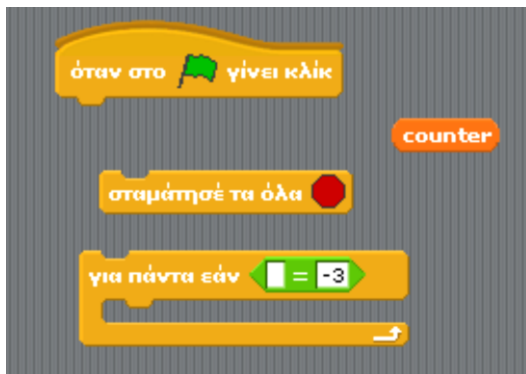 όταν στο γίνει κλίκ
counter
σταμάτησέ τα όλα
για πάντα εάν = -3